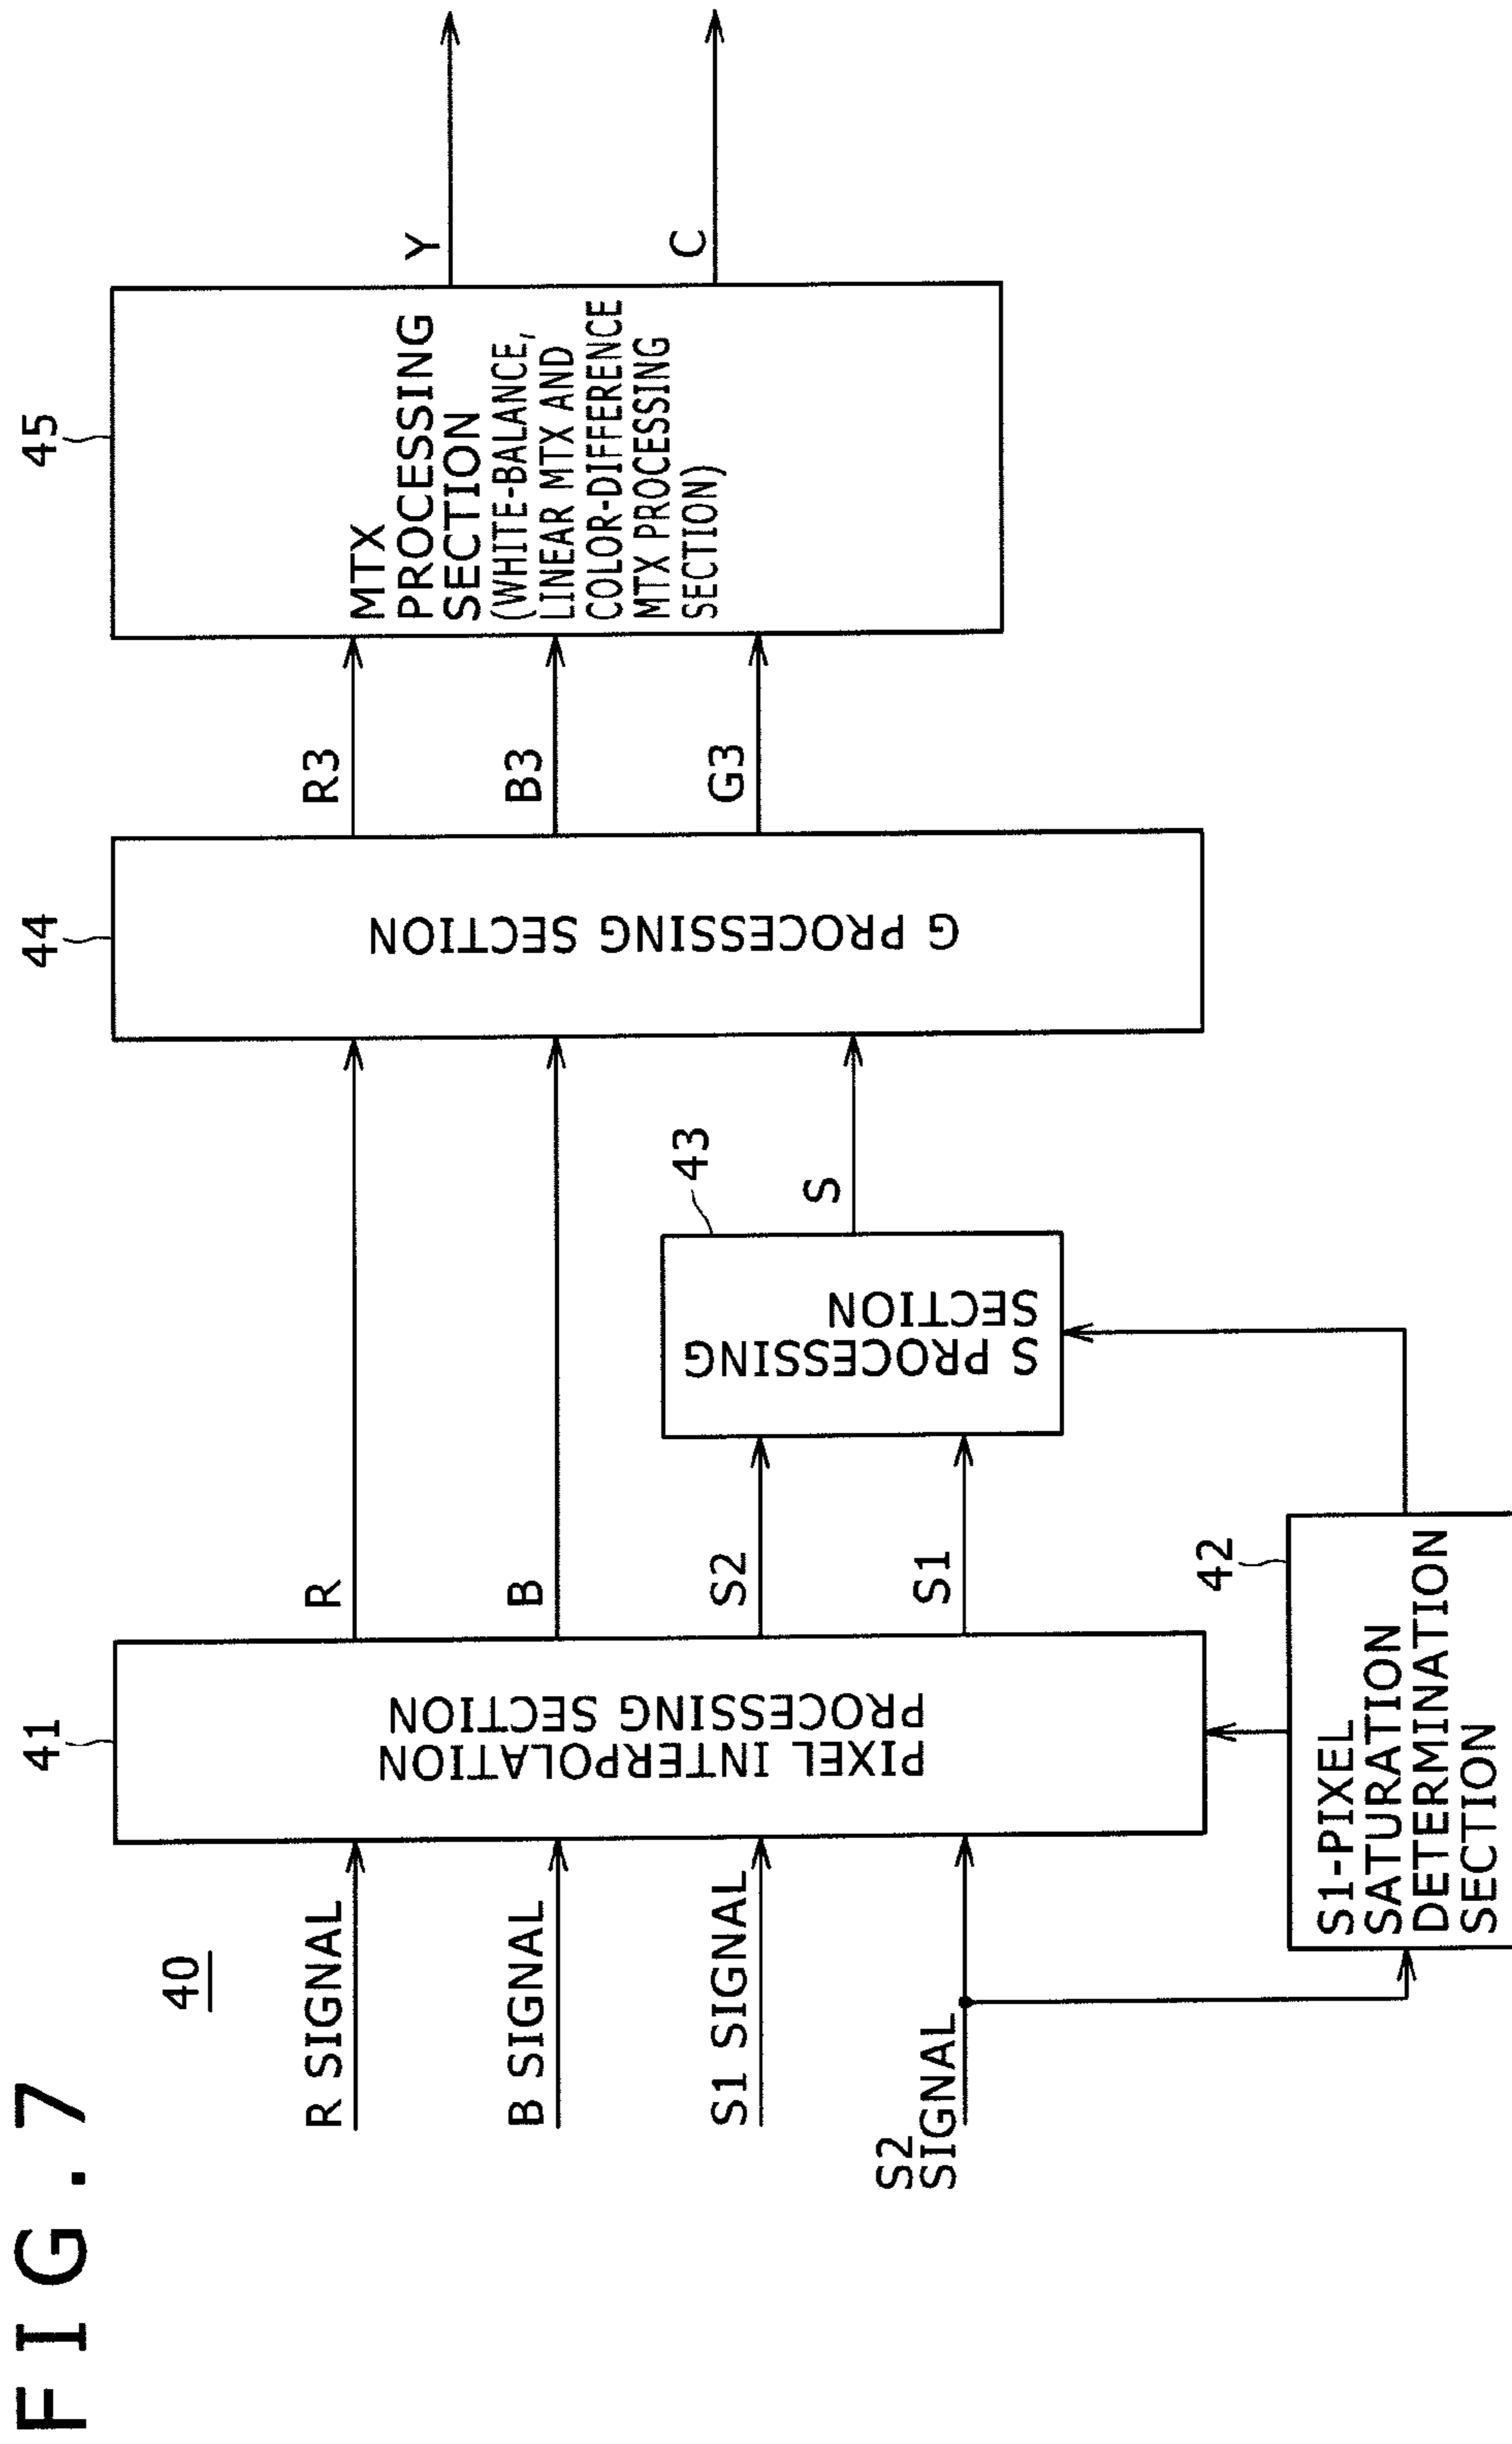 FIG.7
40
R SIGNAL
B SIGNAL
S1 SIGNAL
S2
SIGNAL
41
PIXEL INTERPOLATION
PROCESSING SECTION
42
S1-PIXEL
SATURATION
DETERMINATION
SECTION
R
B
S2
S1
43
S PROCESSING
SECTION
S
44
G PROCESSING SECTION
R3
B3
G3
45
MTX
PROCESSING
SECTION
(WHITE-BALANCE,
LINEAR MTX AND
COLOR-DIFFERENCE
MTX PROCESSING
SECTION)
Y
C